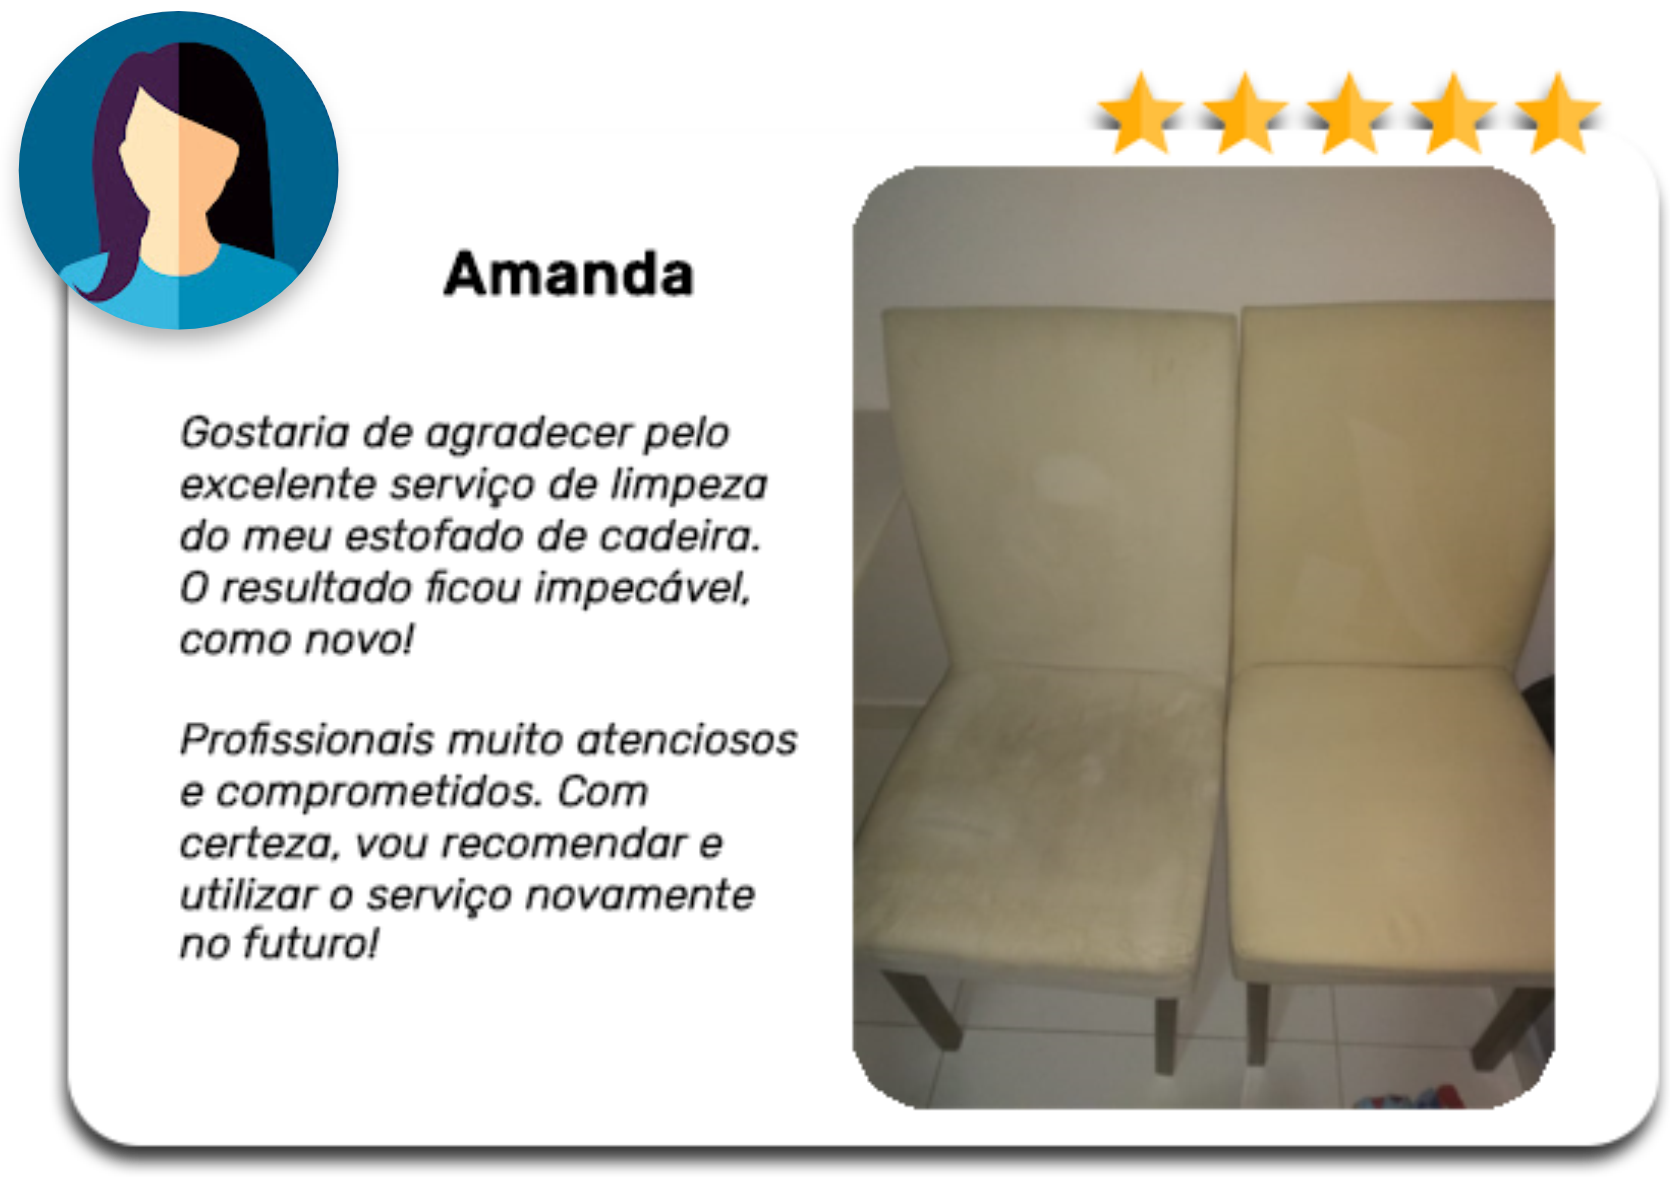 Amanda
Gostaria de agradecer pelo
excelente serviço de limpeza
do meu estofado de cadeira.
O resultado ficou impecável,
como novo!
Profissionais muito atenciosos
e comprometidos. Com
certeza, vou recomendar e
utilizar o serviço novamente
no futuro!